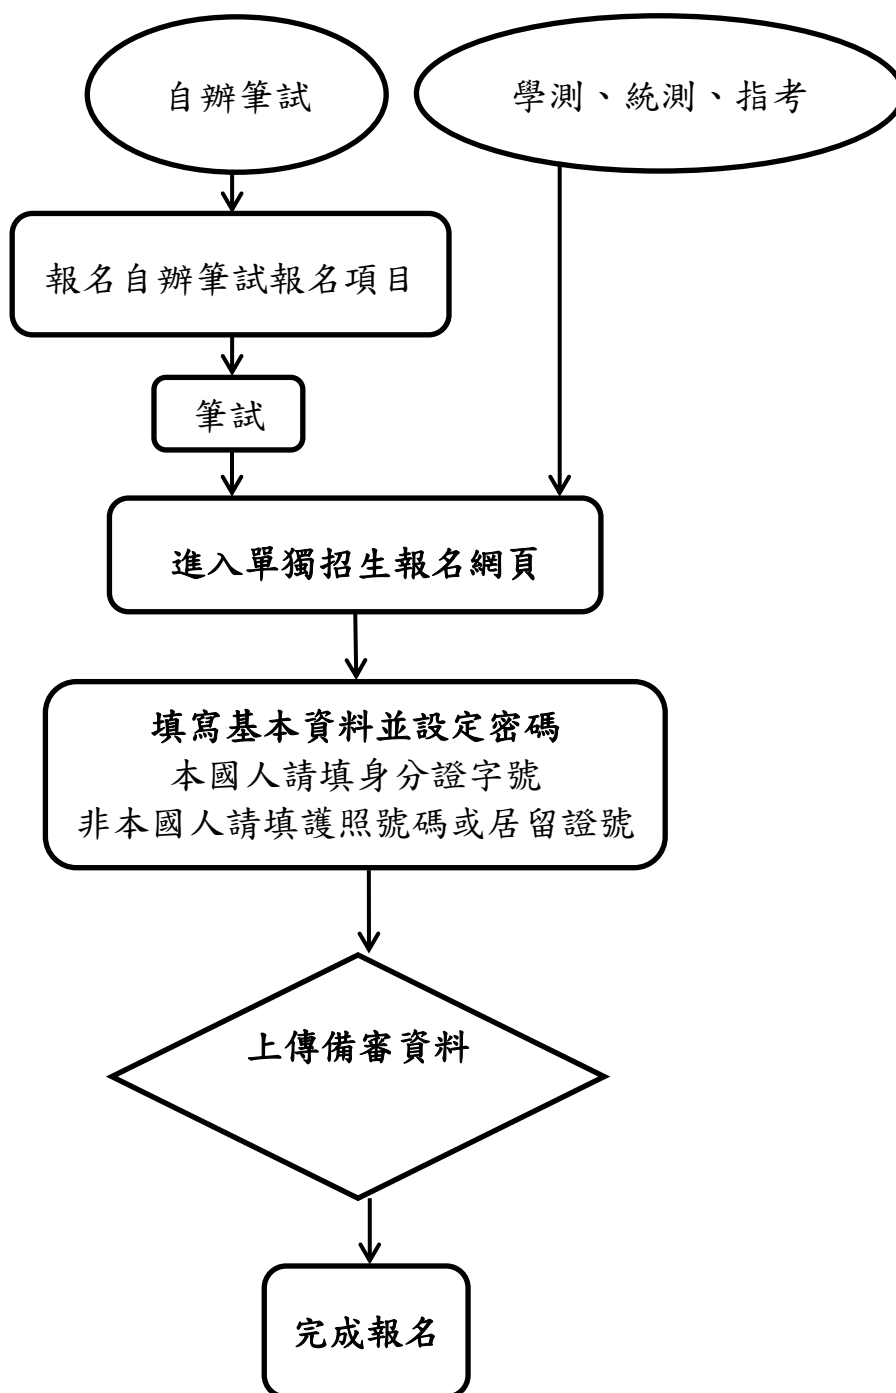 自辦筆試
學測、統測、指考
報名自辦筆試報名項目
筆試
進入單獨招生報名網頁
填寫基本資料並設定密碼
本國人請填身分證字號
非本國人請填護照號碼或居留證號
上傳備審資料
完成報名